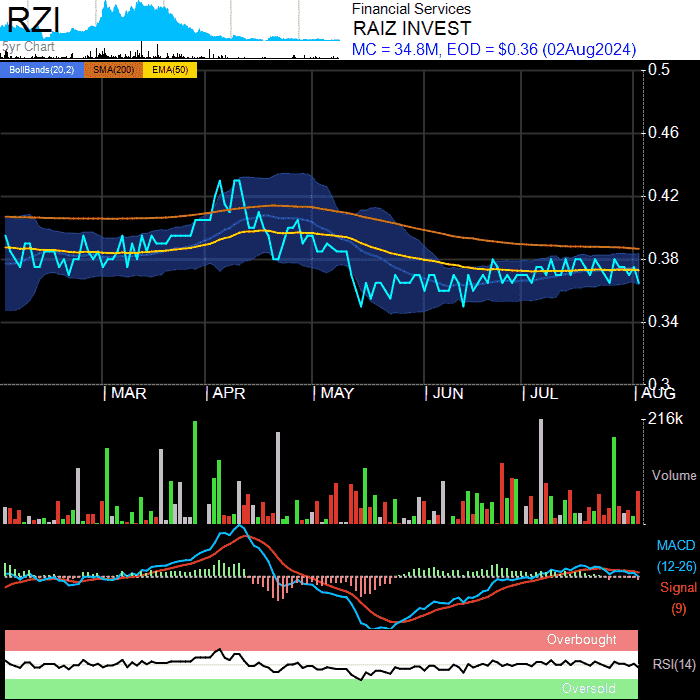 RZI
5yr Chart
Financial Services
RAIZ INVEST
MC = 34.8M, EOD = $0.36 (02Aug2024)
BollBands(20,2) SMA(200) EMA(50)
0.5
0.46
0.42
0.38
0.34
0.3
| MAR | APR | MAY | JUN | JUL | AUG
216k
Volume
MACD
(12-26)
Signal
(9)
Overbought
RSI(14)
Oversold